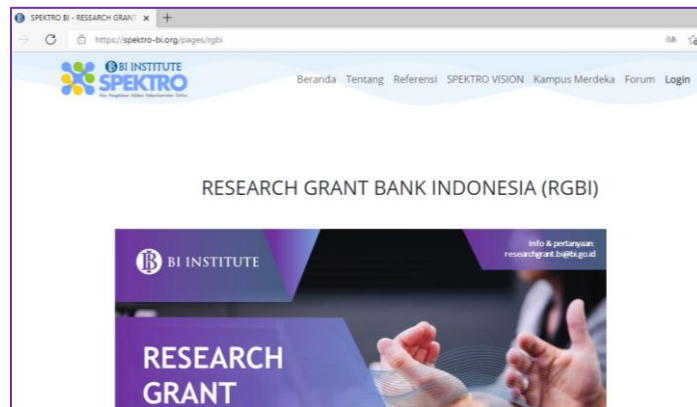 SPEKTRO BI - RESEARCH GRANT
https://spektro-bi.org/pages/rgbi
BI INSTITUTE
SPEKTRO
Beranda Tentang Referensi SPEKTRO VISION Kampus Merdeka Forum Login
RESEARCH GRANT BANK INDONESIA (RGBI)
Info & pertanyaan:
researchgrant.bi@bi.go.id
BI INSTITUTE
RESEARCH
GRANT